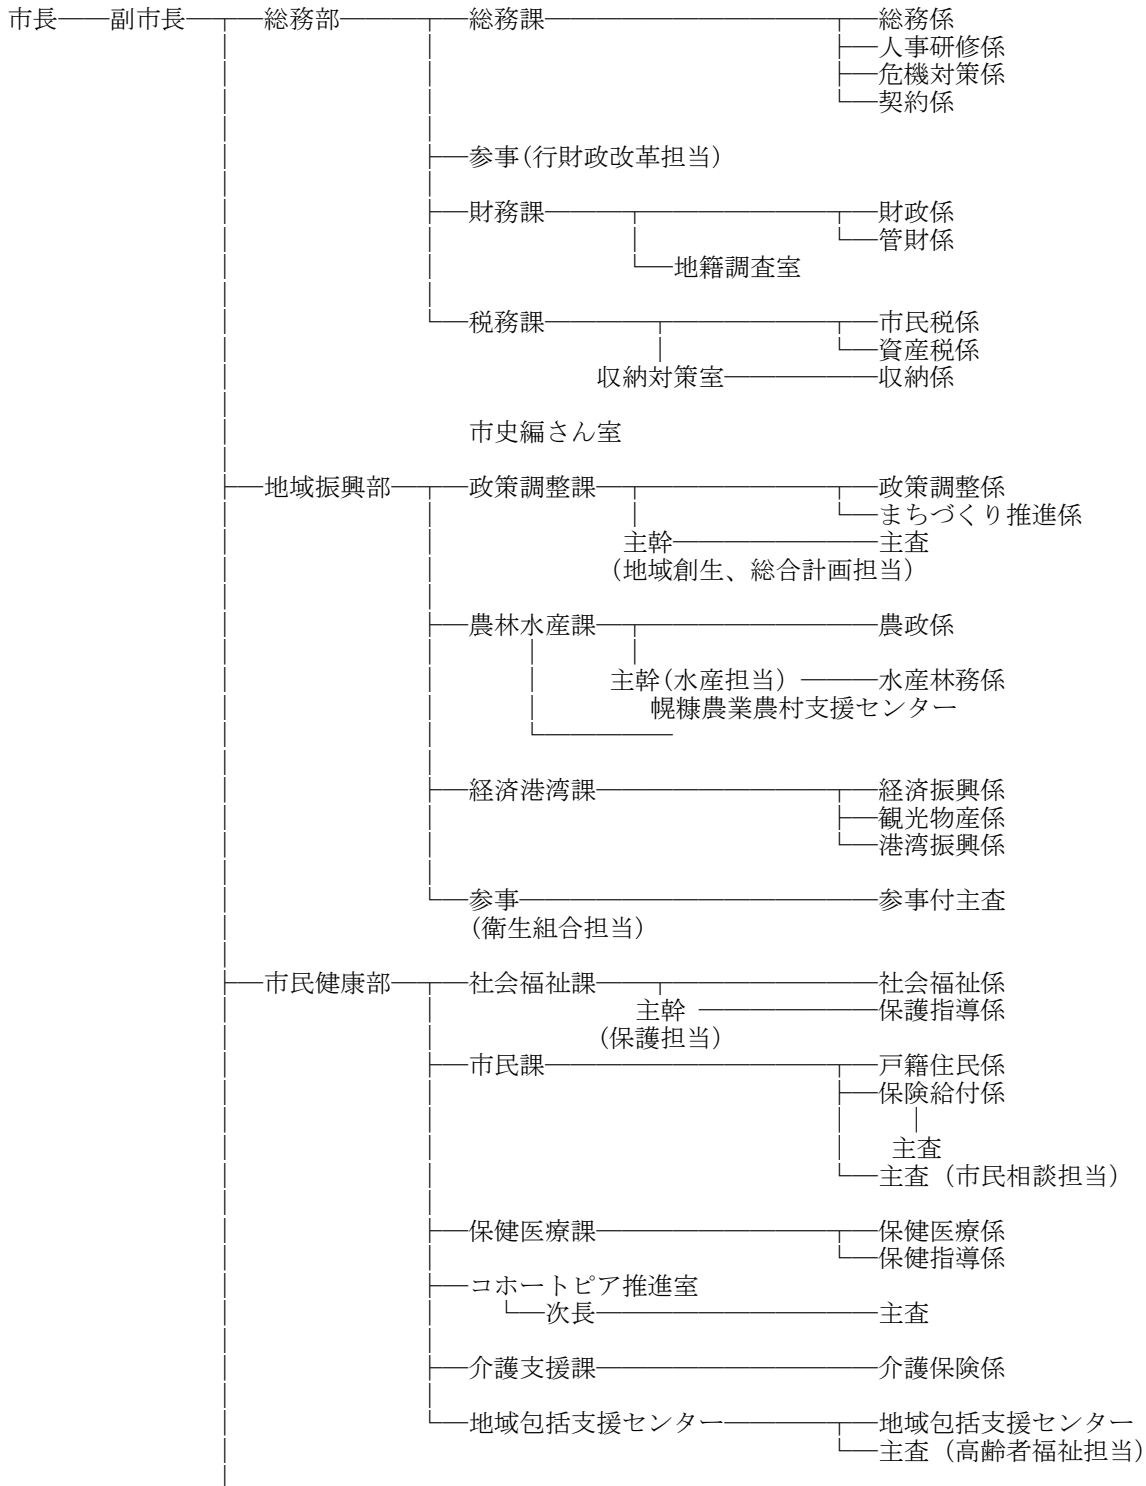 市長 副市長 総務部 総務課 総務係
人事研修係
危機対策係
契約係
参事(行財政改革担当)
財務課 財政係
管財係
地籍調査室
税務課 市民税係
資産税係
収納対策室 収納係
市史編さん室
地域振興部 政策調整課 政策調整係
まちづくり推進係
主幹 主査
(地域創生、総合計画担当)
農林水産課 農政係
主幹(水産担当) 水産林務係
幌糠農業農村支援センター
経済港湾課 経済振興係
観光物産係
港湾振興係
参事 参事付主査
(衛生組合担当)
市民健康部 社会福祉課 社会福祉係
主幹 保護指導係
(保護担当)
市民課 戸籍住民係
保険給付係
主査
主査 (市民相談担当)
保健医療課 保健医療係
保健指導係
コホートピア推進室
次長 主査
介護支援課 介護保険係
地域包括支援センター 地域包括支援センター
主査 (高齢者福祉担当)